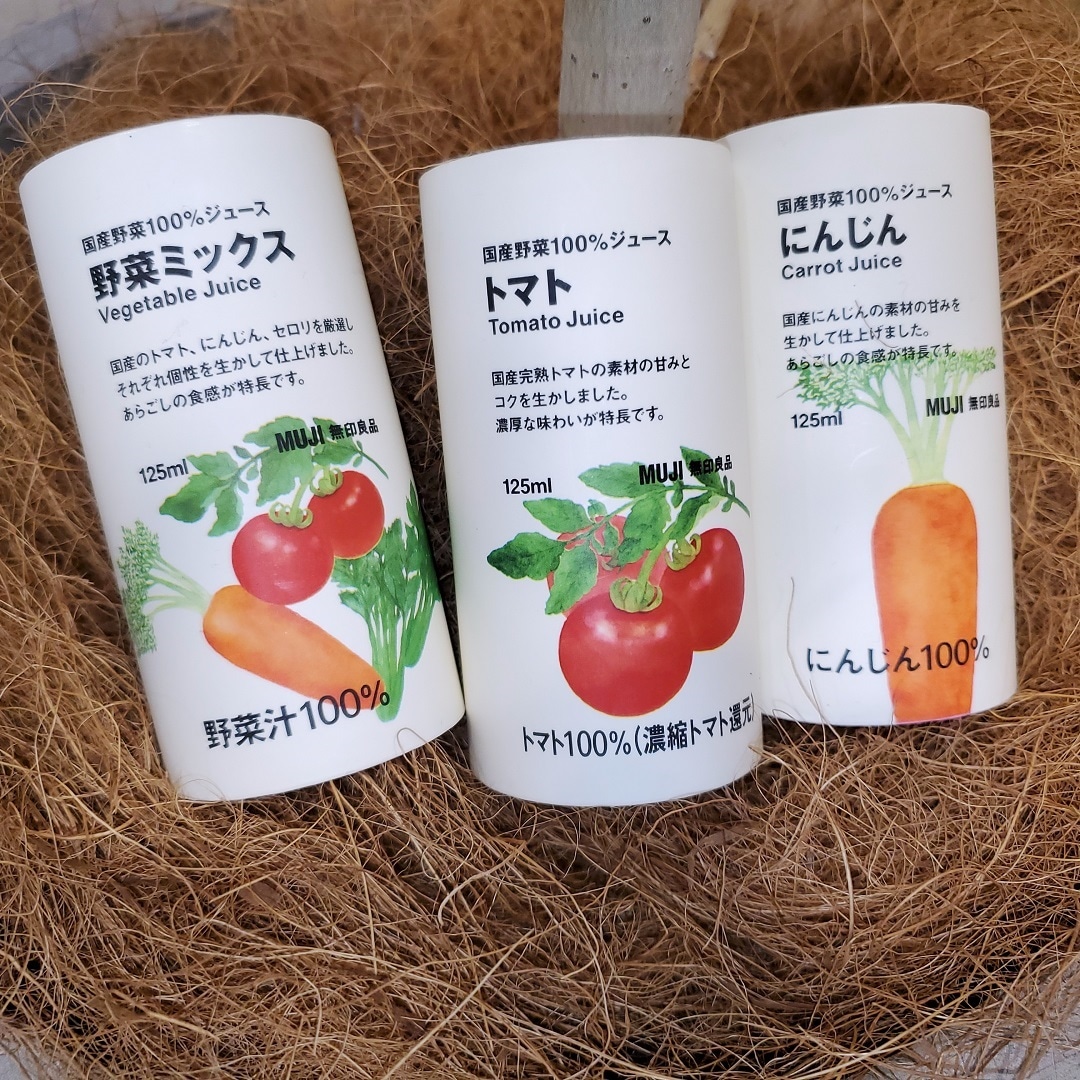 国産野菜100%ジュース
野菜ミックス
Vegetable Juice
国産のトマト、にんじん、セロリを厳選し
それぞれ個性を生かして仕上げました。
あらごしの食感が特長です。
125ml
MUJI 無印良品
野菜汁100%
国産野菜100%ジュース
トマト
Tomato Juice
国産完熟トマトの素材の甘みと
コクを生かしました。
濃厚な味わいが特長です。
125ml
MUJI 無印良品
トマト100%(濃縮トマト還元)
国産野菜100%ジュース
にんじん
Carrot Juice
国産にんじんの素材の甘みを
生かして仕上げました。
あらごしの食感が特長です。
125ml
MUJI 無印良品
にんじん100%